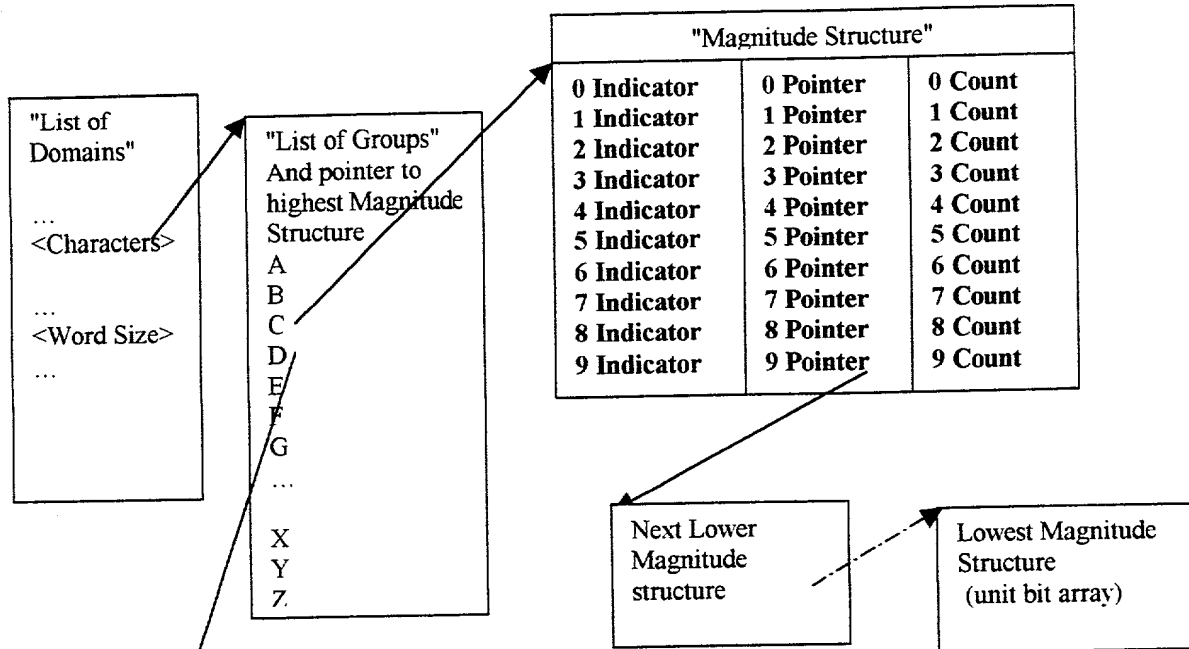 "List of
Domains"
...
<Characters>
...
<Word Size>
...
"List of Groups"
And pointer to
highest Magnitude
Structure
A
B
C
D
E
F
G
...
X
Y
Z
"Magnitude Structure"
0 Indicator 0 Pointer 0 Count
1 Indicator 1 Pointer 1 Count
2 Indicator 2 Pointer 2 Count
3 Indicator 3 Pointer 3 Count
4 Indicator 4 Pointer 4 Count
5 Indicator 5 Pointer 5 Count
6 Indicator 6 Pointer 6 Count
7 Indicator 7 Pointer 7 Count
8 Indicator 8 Pointer 8 Count
9 Indicator 9 Pointer 9 Count
Next Lower
Magnitude
structure
Lowest Magnitude
Structure
(unit bit array)